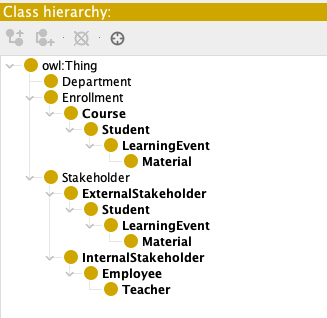 Class hierarchy:
owl:Thing
Department
Enrollment
Course
Student
LearningEvent
Material
Stakeholder
ExternalStakeholder
Student
LearningEvent
Material
InternalStakeholder
Employee
Teacher